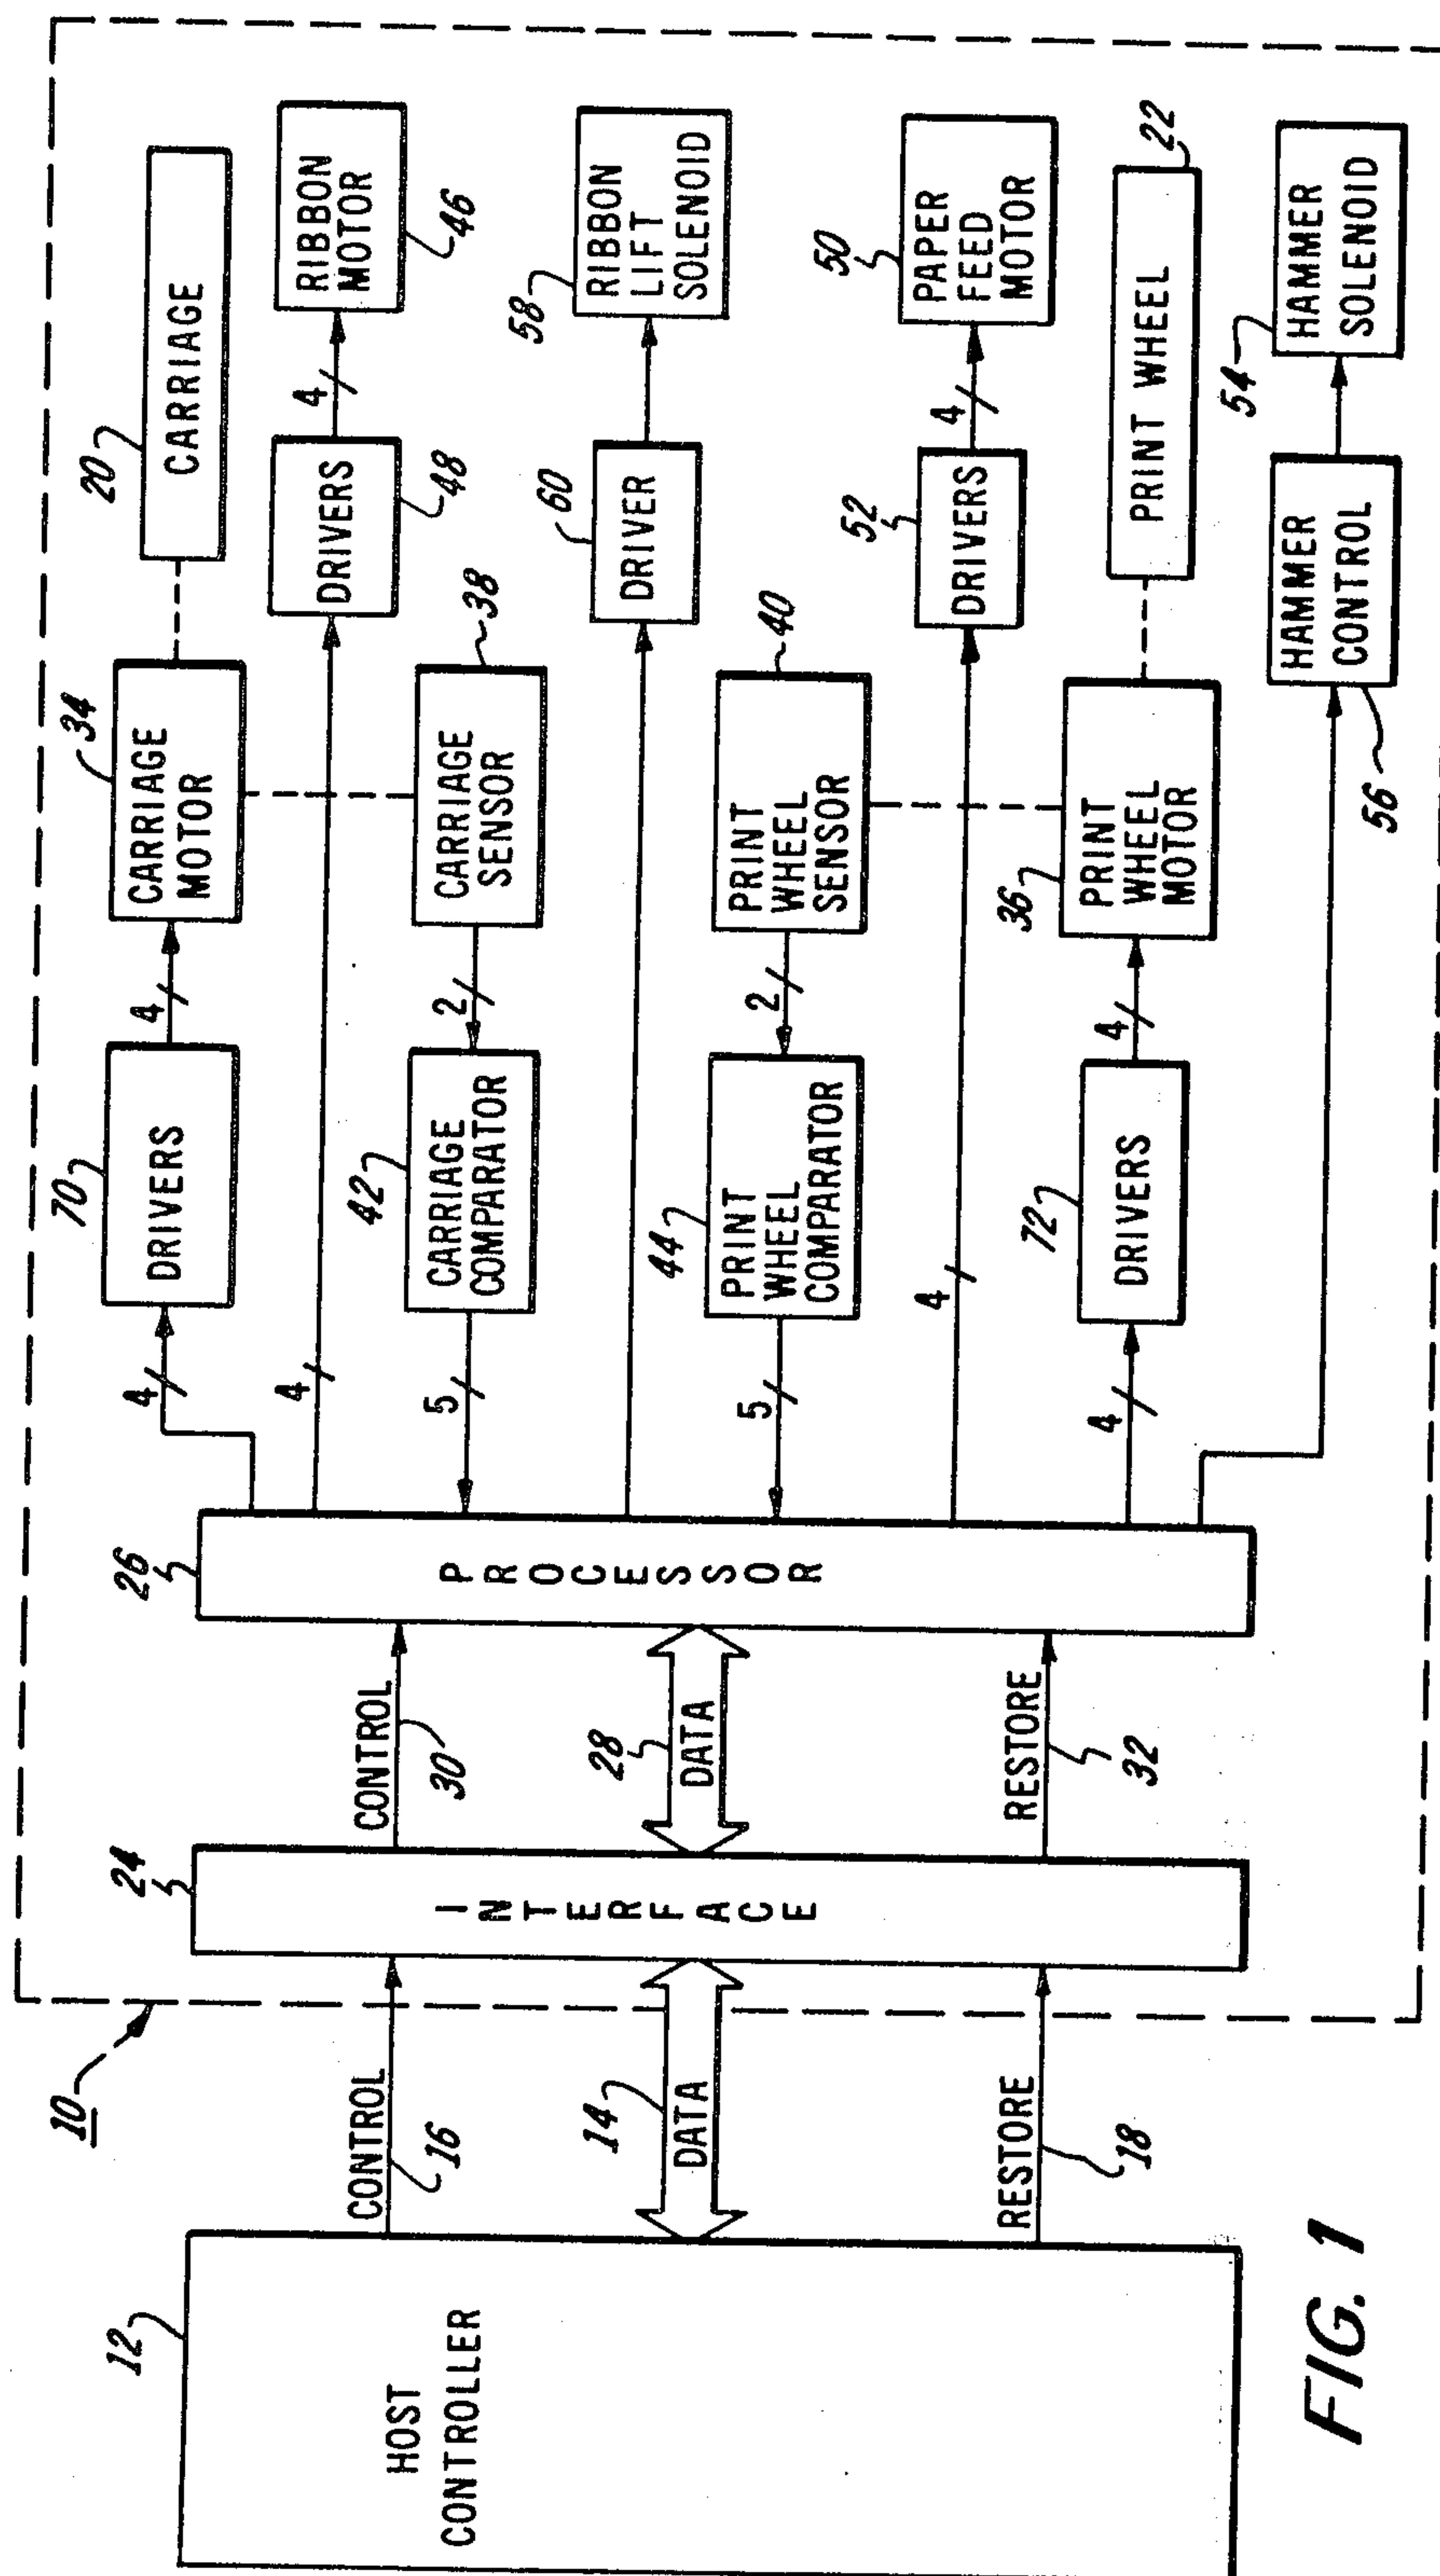 10
12
HOST
CONTROLLER
CONTROL
16
14
DATA
RESTORE
18
24
INTERFACE
CONTROL
30
28
DATA
RESTORE
32
26
PROCESSOR
4
70
DRIVERS
4
34
CARRIAGE
MOTOR
20
CARRIAGE
4
DRIVERS
48
4
RIBBON
MOTOR
46
5
42
CARRIAGE
COMPARATOR
2
CARRIAGE
SENSOR
38
60
DRIVER
58
RIBBON
LIFT
SOLENOID
5
44
PRINT
WHEEL
COMPARATOR
2
PRINT
WHEEL
SENSOR
40
4
52
DRIVERS
4
50
PAPER
FEED
MOTOR
4
72
DRIVERS
4
36
PRINT
WHEEL
MOTOR
PRINT WHEEL
22
56
HAMMER
CONTROL
54
HAMMER
SOLENOID
FIG. 1